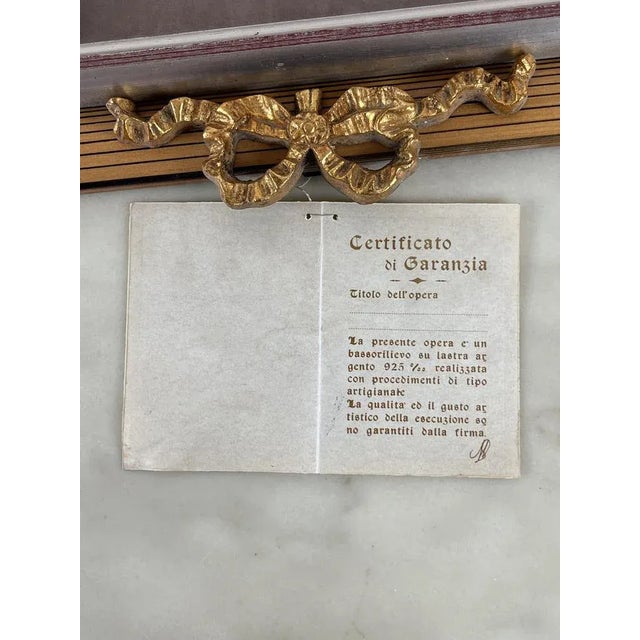 Certificato
di Garanzia
Titolo dell'opera
La presente opera e' un
bassorilievo su lastra ar
gento 925 ‰ realizzata
con procedimenti di tipo
artigianale
La qualita' ed il gusto ar
tistico della esecuzione so
no garantiti dalla firma.